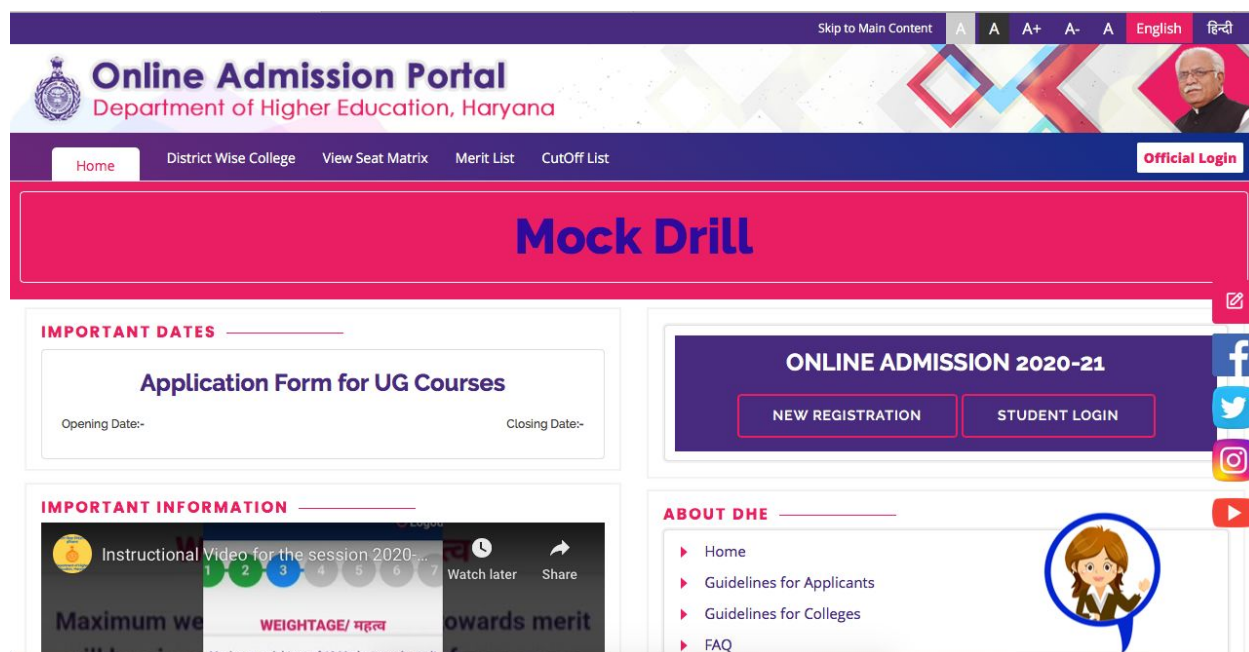 Skip to Main Content A A A+ A- A English हिन्दी
Online Admission Portal
Department of Higher Education, Haryana
Home District Wise College View Seat Matrix Merit List CutOff List Official Login
Mock Drill
IMPORTANT DATES
Application Form for UG Courses
Opening Date:- Closing Date:-
ONLINE ADMISSION 2020-21
NEW REGISTRATION STUDENT LOGIN
IMPORTANT INFORMATION
Instructional Video for the session 2020-...
Watch later Share
1 2 3 4 5 6 7
Maximum we
WEIGHTAGE/ महत्व
owards merit
ABOUT DHE
Home
Guidelines for Applicants
Guidelines for Colleges
FAQ